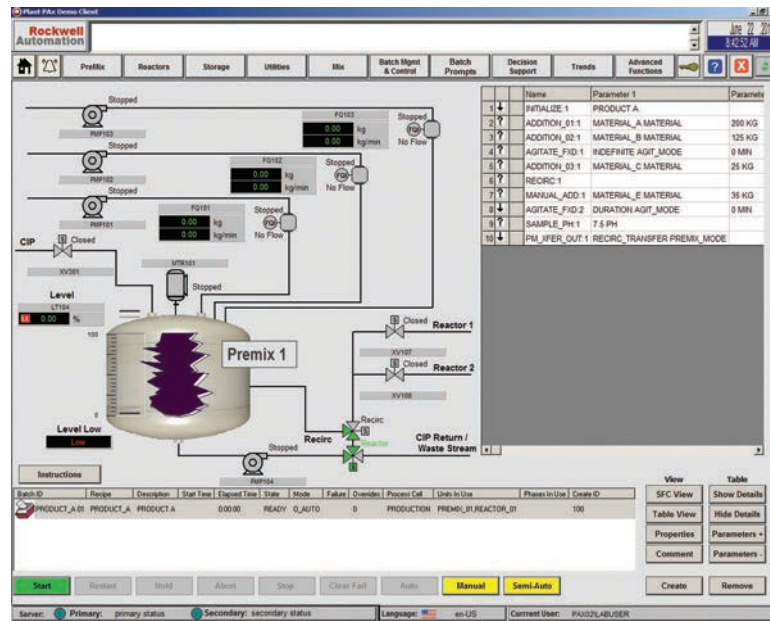 Plant PAx Demo Client
Rockwell Automation
8:42:52 AM
PreMix Reactors Storage Utilities Mix Batch Mgmt & Control Batch Prompts Decision Support Trends Advanced Functions
Stopped
PMP103
Stopped
PMP102
Stopped
PMP101
FQ103
0.00 kg
0.00 kg/min
Stopped
FQI
No Flow
FQ102
0.00 kg
0.00 kg/min
Stopped
FQI
No Flow
FQ101
0.00 kg
0.00 kg/min
Stopped
FQI
No Flow
CIP
S Closed
XV301
MTR101
Stopped
Level
LT104
LL 0.00 %
100
0
Premix 1
Level Low
Low
S Closed Reactor 1
XV107
S Closed Reactor 2
XV108
Recirc
S
Reactor
Recirc
CIP Return / Waste Stream
S
Stopped
PMP104
Instructions
Name Parameter 1 Paramete
1 INITIALIZE:1 PRODUCT A
2 ? ADDITION_01:1 MATERIAL_A MATERIAL 200 KG
3 ? ADDITION_02:1 MATERIAL_B MATERIAL 125 KG
4 AGITATE_FXD:1 INDEFINITE AGIT_MODE 0 MIN
5 ? ADDITION_03:1 MATERIAL_C MATERIAL 25 KG
6 ? RECIRC:1
7 ? MANUAL_ADD:1 MATERIAL_E MATERIAL 35 KG
8 AGITATE_FXD:2 DURATION AGIT_MODE 0 MIN
9 ? SAMPLE_PH:1 7.5 PH
10 PM_XFER_OUT:1 RECIRC_TRANSFER PREMIX_MODE
Batch ID Recipe Description Start Time Elapsed Time State Mode Failure Overrides Process Cell Units In Use Phases In Use Create ID
PRODUCT_A.01 PRODUCT_A PRODUCT A 0:00:00 READY O_AUTO 0 PRODUCTION PREMIX_01,REACTOR_01 100
View Table
SFC View Show Details
Table View Hide Details
Properties Parameters +
Comment Parameters -
Create Remove
Start Restart Hold Abort Stop Clear Fail Auto Manual Semi-Auto
Server: Primary: primary status Secondary: secondary status Language: en-US Current User: PAX02\LABUSER